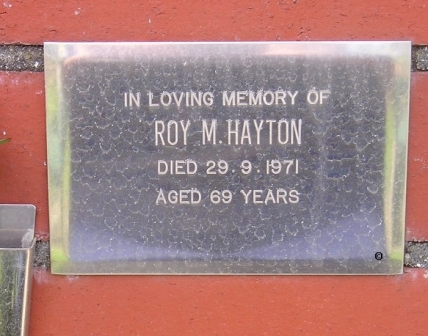 IN LOVING MEMORY OF
ROY M. HAYTON
DIED 29.9.1971
AGED 69 YEARS